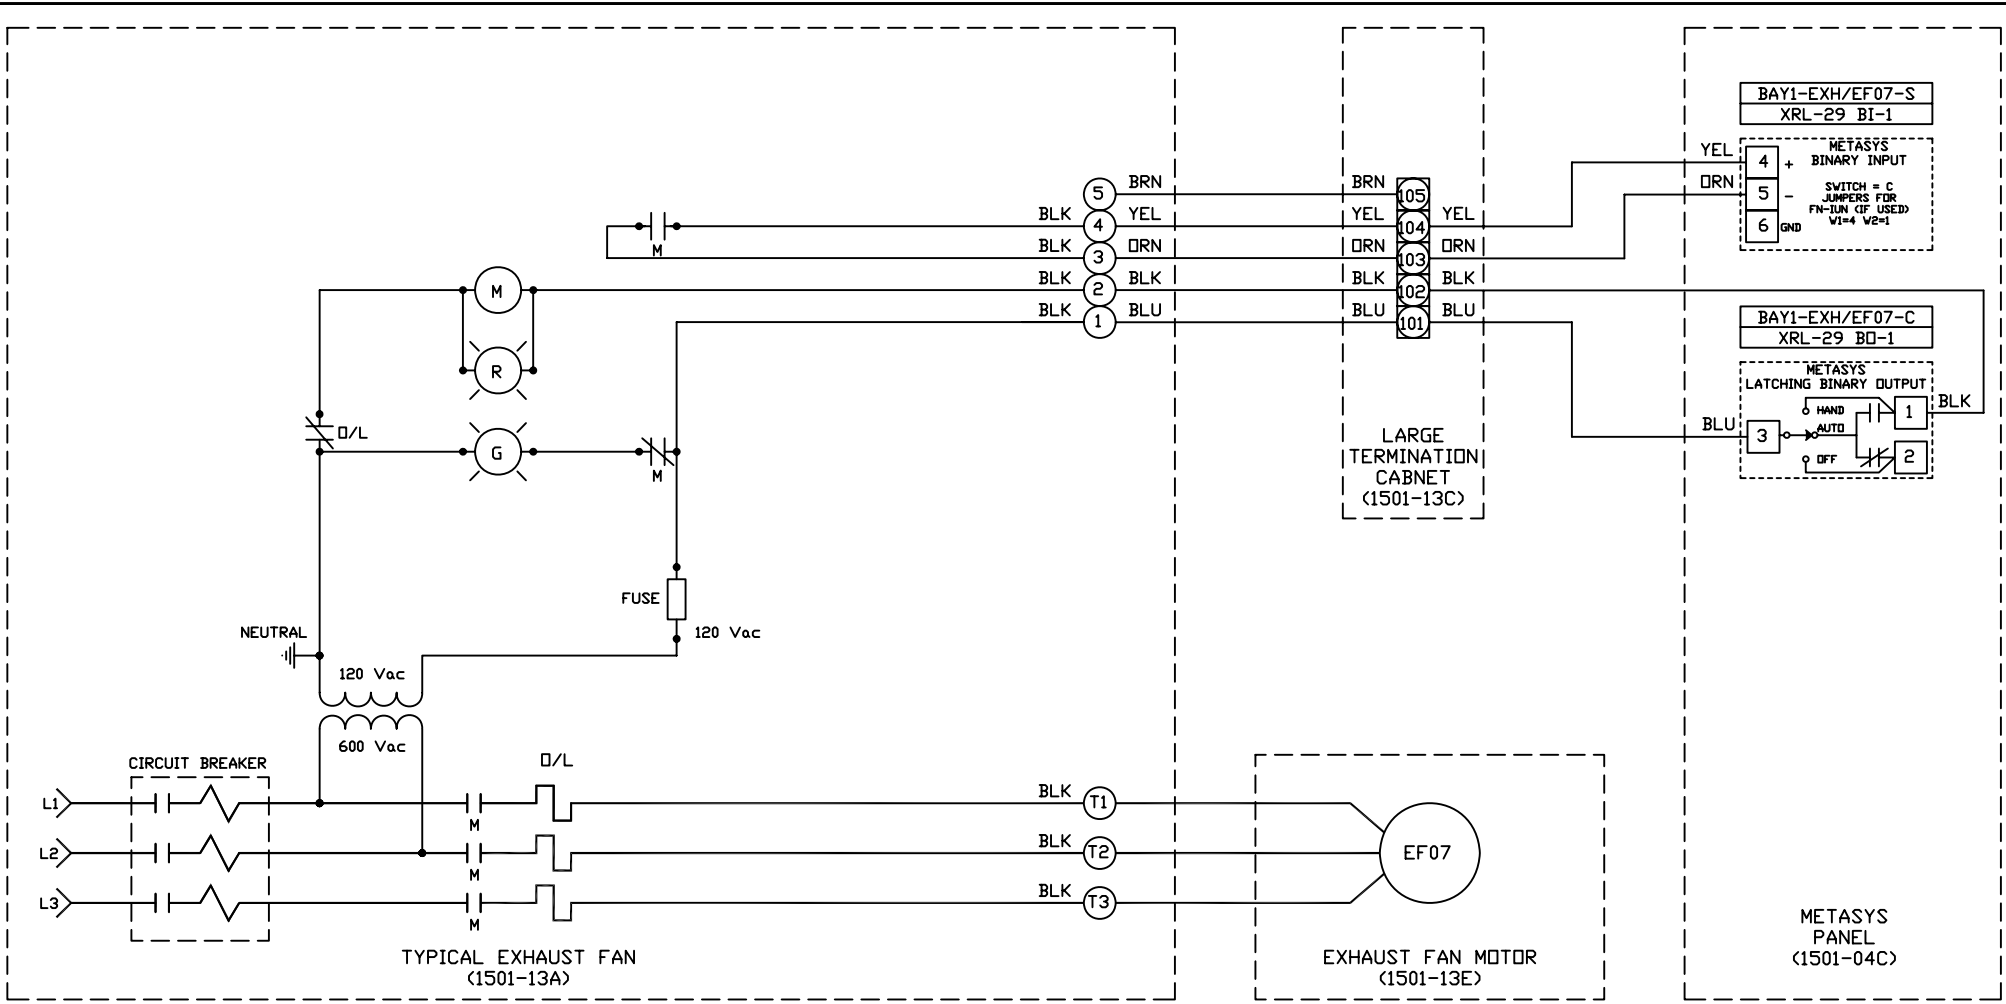 BAY1-EXH/EF07-S
XRL-29 BI-1
YEL
4
+
METASYS
BINARY INPUT
ORN
5
-
SWITCH = C
JUMPERS FOR
FN-IUN (IF USED)
W1=4 W2=1
6
GND
5
BRN
BRN
105
BLK
4
YEL
YEL
104
YEL
M
BLK
3
ORN
ORN
103
ORN
M
BLK
2
BLK
BLK
102
BLK
BLK
1
BLU
BLU
101
BLU
BAY1-EXH/EF07-C
XRL-29 BO-1
METASYS
LATCHING BINARY OUTPUT
HAND
1
BLK
BLU
3
AUTO
OFF
2
R
O/L
G
M
LARGE
TERMINATION
CABNET
(1501-13C)
FUSE
120 Vac
NEUTRAL
120 Vac
600 Vac
CIRCUIT BREAKER
O/L
L1
M
BLK
T1
L2
M
BLK
T2
EF07
L3
M
BLK
T3
TYPICAL EXHAUST FAN
(1501-13A)
EXHAUST FAN MOTOR
(1501-13E)
METASYS
PANEL
(1501-04C)